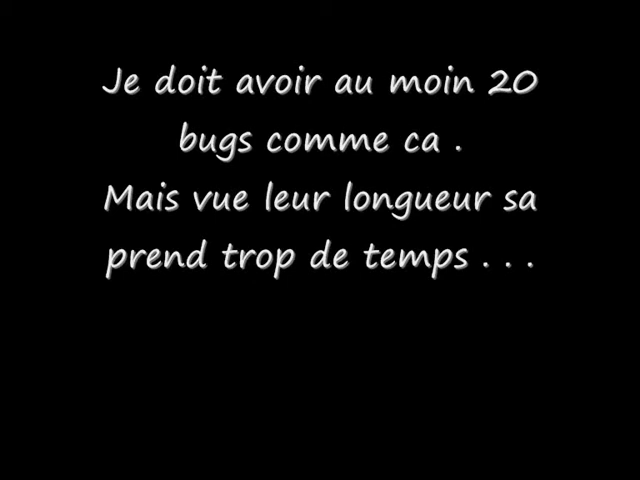 Je doit avoir au moin 20
bugs comme ca .
Mais vue leur longueur sa
prend trop de temps . . .